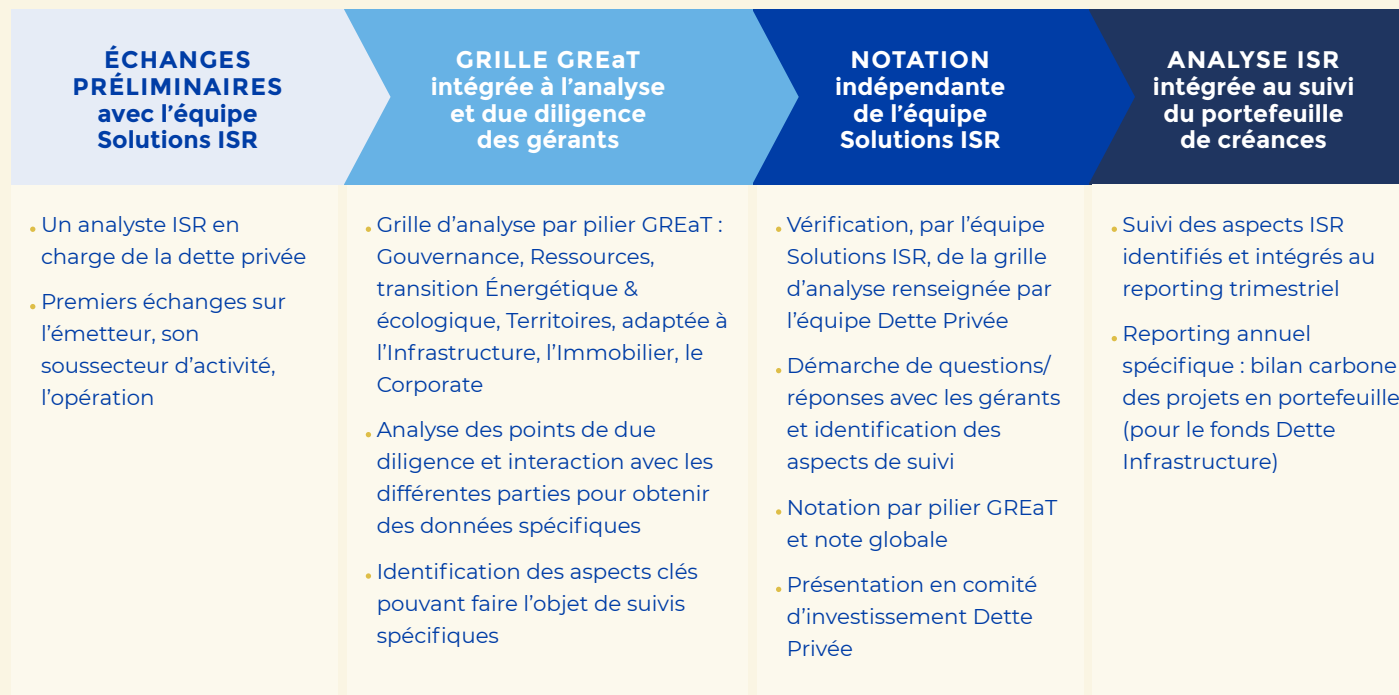 ÉCHANGES
PRÉLIMINAIRES
avec l’équipe
Solutions ISR
GRILLE GREaT
intégrée à l’analyse
et due diligence
des gérants
NOTATION
indépendante
de l’équipe
Solutions ISR
ANALYSE ISR
intégrée au suivi
du portefeuille
de créances
• Un analyste ISR en
charge de la dette privée
• Premiers échanges sur
l’émetteur, son
soussecteur d’activité,
l’opération
• Grille d’analyse par pilier GREaT :
Gouvernance, Ressources,
transition Énergétique &
écologique, Territoires, adaptée à
l’Infrastructure, l’Immobilier, le
Corporate
• Analyse des points de due
diligence et interaction avec les
différentes parties pour obtenir
des données spécifiques
• Identification des aspects clés
pouvant faire l’objet de suivis
spécifiques
• Vérification, par l’équipe
Solutions ISR, de la grille
d’analyse renseignée par
l’équipe Dette Privée
• Démarche de questions/
réponses avec les gérants
et identification des
aspects de suivi
• Notation par pilier GREaT
et note globale
• Présentation en comité
d’investissement Dette
Privée
• Suivi des aspects ISR
identifiés et intégrés au
reporting trimestriel
• Reporting annuel
spécifique : bilan carbone
des projets en portefeuille
(pour le fonds Dette
Infrastructure)